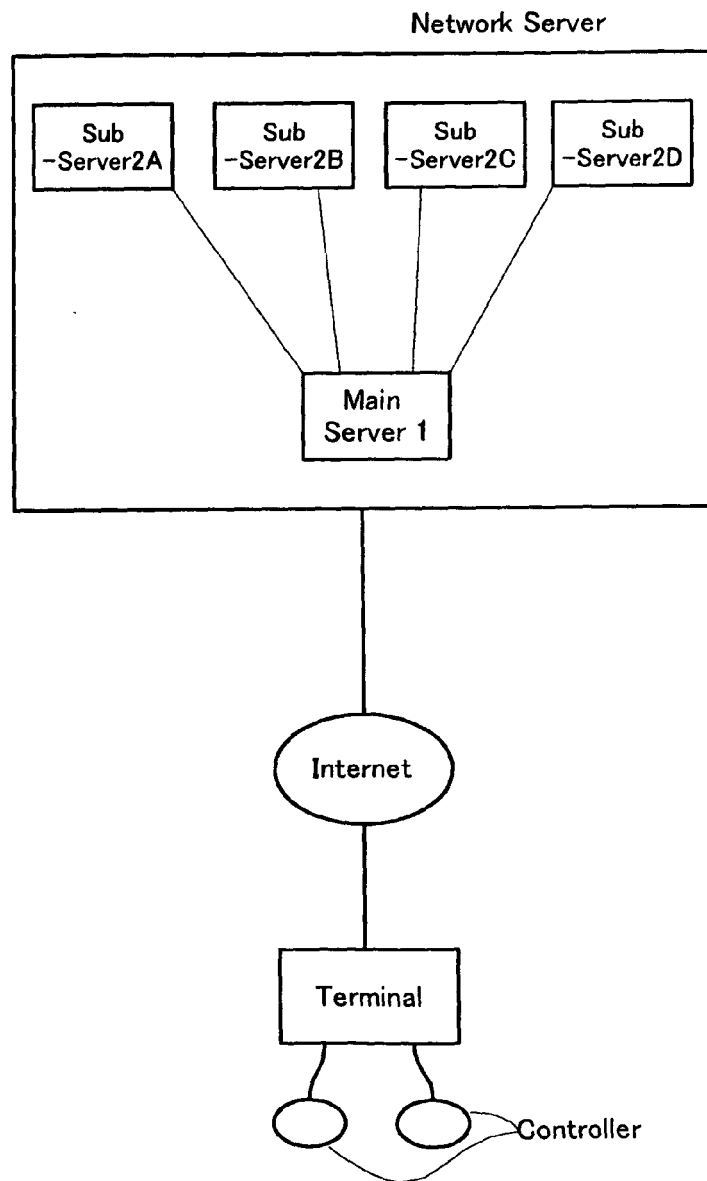 Network Server
Sub
-Server2A
Sub
-Server2B
Sub
-Server2C
Sub
-Server2D
Main
Server 1
Internet
Terminal
Controller